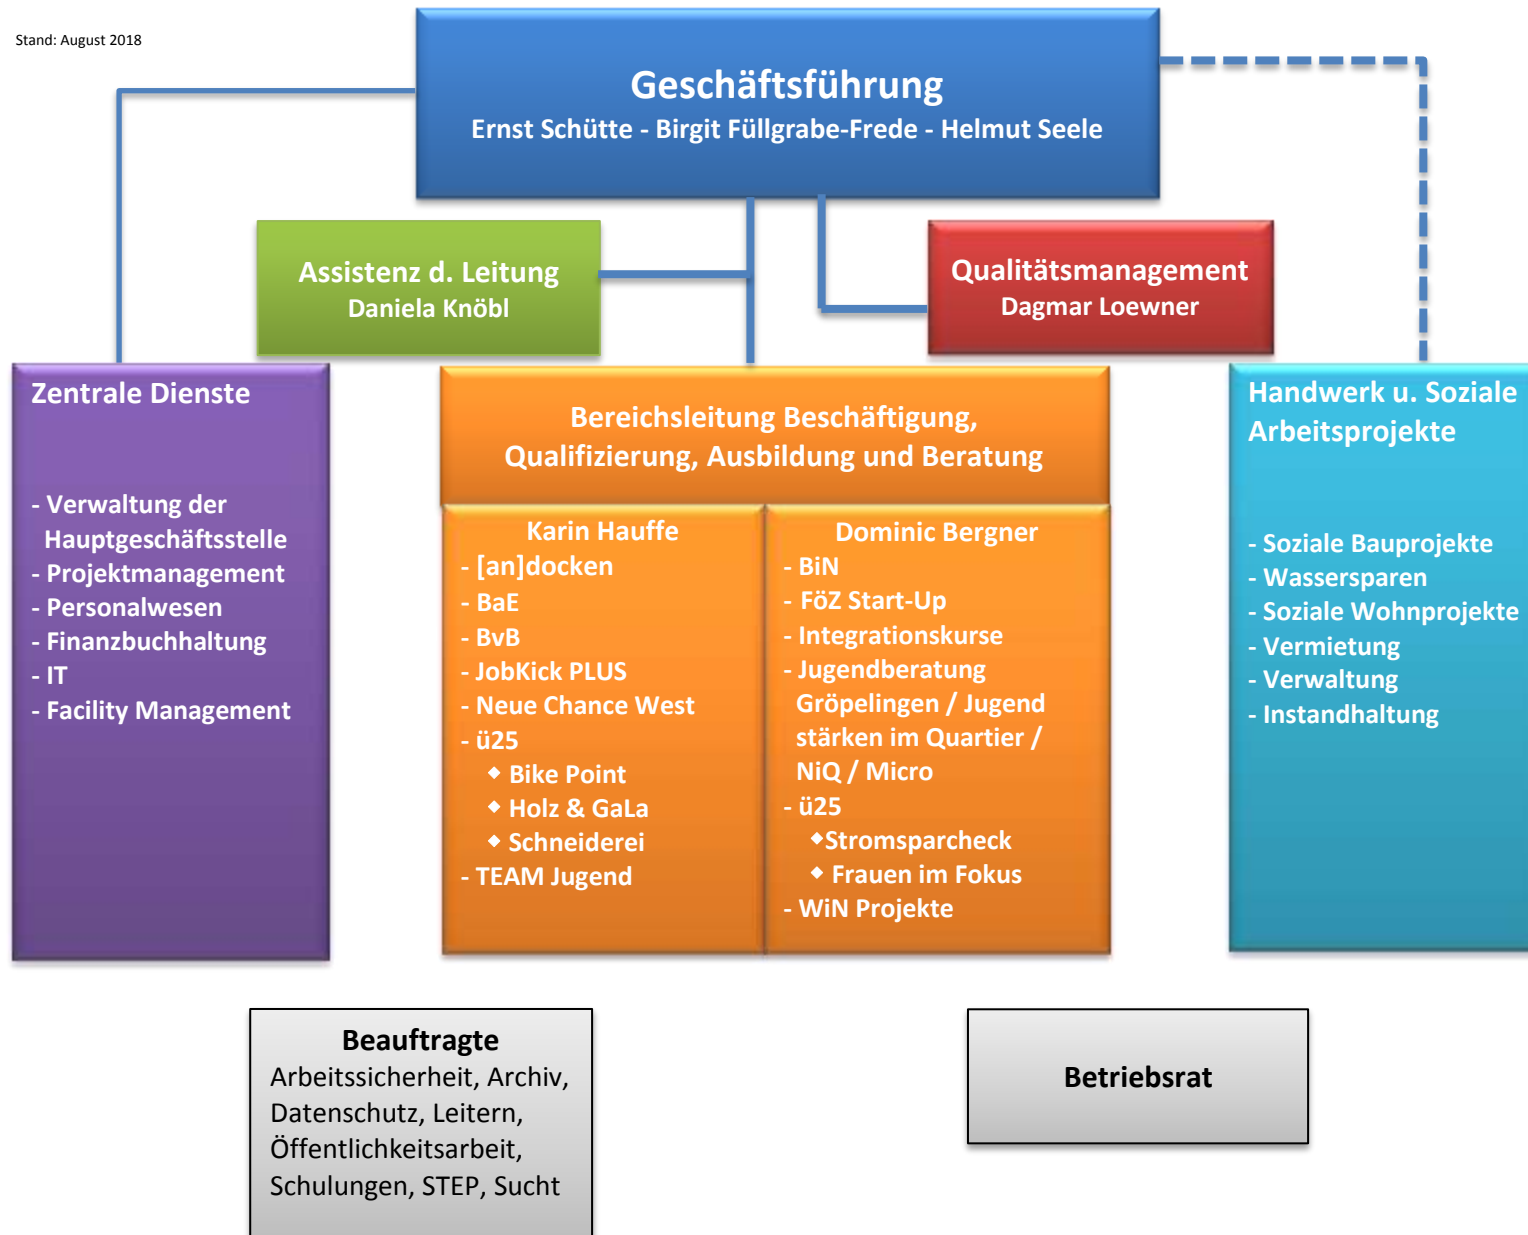 Stand: August 2018
Geschäftsführung
Ernst Schütte - Birgit Füllgrabe-Frede - Helmut Seele
Assistenz d. Leitung
Daniela Knöbl
Qualitätsmanagement
Dagmar Loewner
Zentrale Dienste
- Verwaltung der
Hauptgeschäftsstelle
- Projektmanagement
- Personalwesen
- Finanzbuchhaltung
- IT
- Facility Management
Bereichsleitung Beschäftigung,
Qualifizierung, Ausbildung und Beratung
Karin Hauffe
- [an]docken
- BaE
- BvB
- JobKick PLUS
- Neue Chance West
- ü25
◆ Bike Point
◆ Holz & GaLa
◆ Schneiderei
- TEAM Jugend
Dominic Bergner
- BiN
- FöZ Start-Up
- Integrationskurse
- Jugendberatung
Gröpelingen / Jugend
stärken im Quartier /
NiQ / Micro
- ü25
◆Stromsparcheck
◆ Frauen im Fokus
- WiN Projekte
Handwerk u. Soziale
Arbeitsprojekte
- Soziale Bauprojekte
- Wassersparen
- Soziale Wohnprojekte
- Vermietung
- Verwaltung
- Instandhaltung
Beauftragte
Arbeitssicherheit, Archiv,
Datenschutz, Leitern,
Öffentlichkeitsarbeit,
Schulungen, STEP, Sucht
Betriebsrat